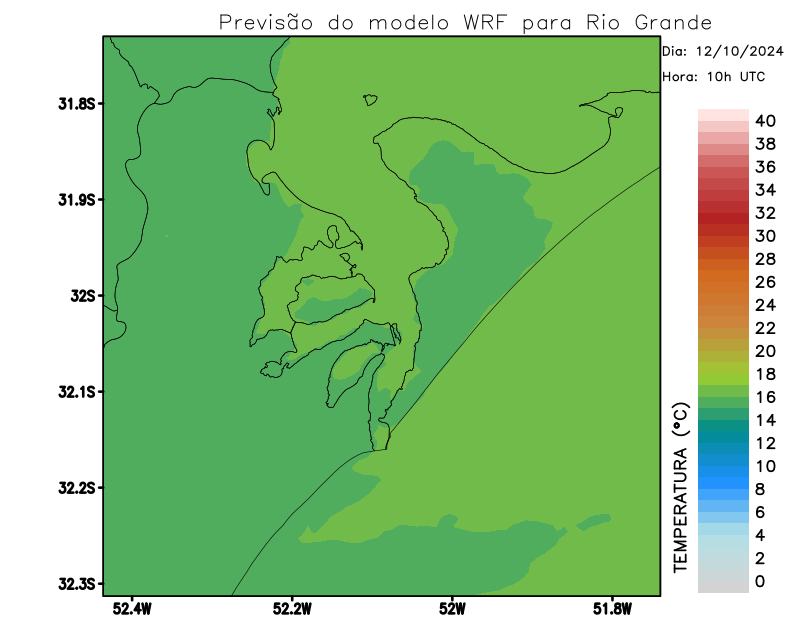 Previsão do modelo WRF para Rio Grande
Dia: 12/10/2024
Hora: 10h UTC
31.8S
31.9S
32S
32.1S
32.2S
32.3S
52.4W
52.2W
52W
51.8W
TEMPERATURA (°C)
40
38
36
34
32
30
28
26
24
22
20
18
16
14
12
10
8
6
4
2
0